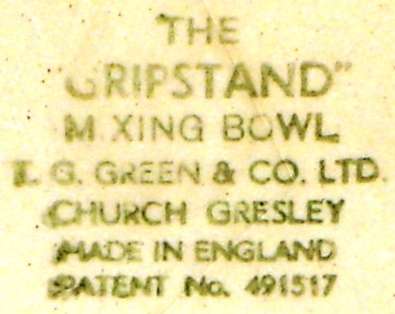 THE
"GRIPSTAND"
MIXING BOWL
T. G. GREEN & CO. LTD.
CHURCH GRESLEY
MADE IN ENGLAND
PATENT No. 491517